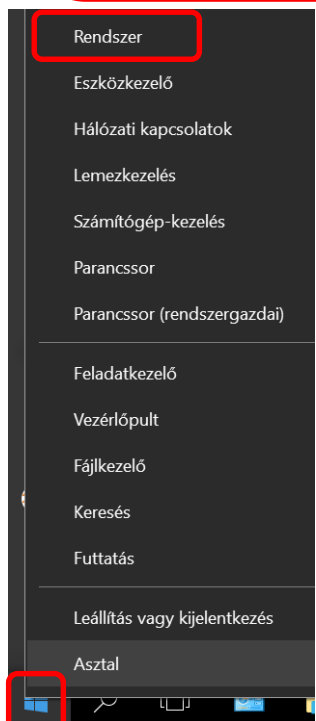 Rendszer
Eszközkezelő
Hálózati kapcsolatok
Lemezkezelés
Számítógép-kezelés
Parancssor
Parancssor (rendszergazdai)
Feladatkezelő
Vezérlőpult
Fájlkezelő
Keresés
Futtatás
Leállítás vagy kijelentkezés
Asztal